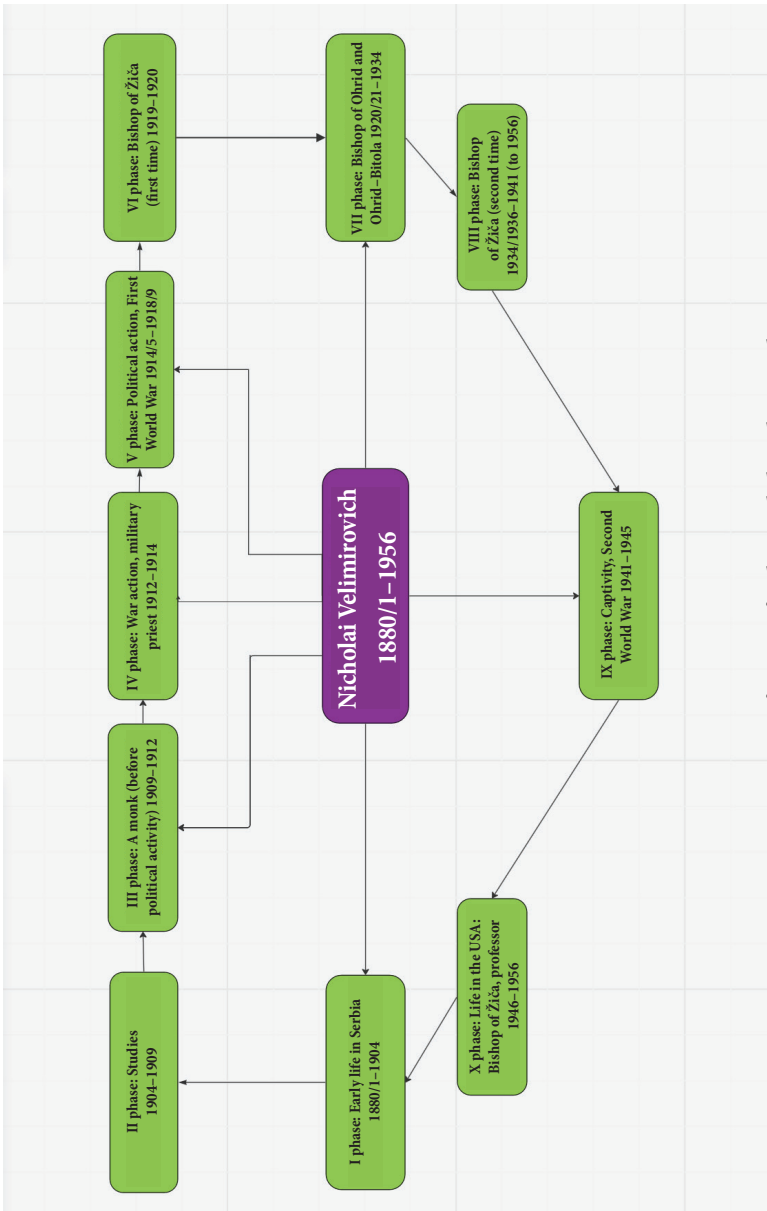 II phase: Studies
1904–1909
III phase: A monk (before
political activity) 1909–1912
IV phase: War action, military
priest 1912–1914
V phase: Political action, First
World War 1914/5–1918/9
VI phase: Bishop of Žiča
(first time) 1919–1920
I phase: Early life in Serbia
1880/1–1904
Nicholai Velimirovich
1880/1–1956
VII phase: Bishop of Ohrid and
Ohrid–Bitola 1920/21–1934
X phase: Life in the USA:
Bishop of Žiča, professor
1946–1956
IX phase: Captivity, Second
World War 1941–1945
VIII phase: Bishop
of Žiča (second time)
1934/1936–1941 (to 1956)